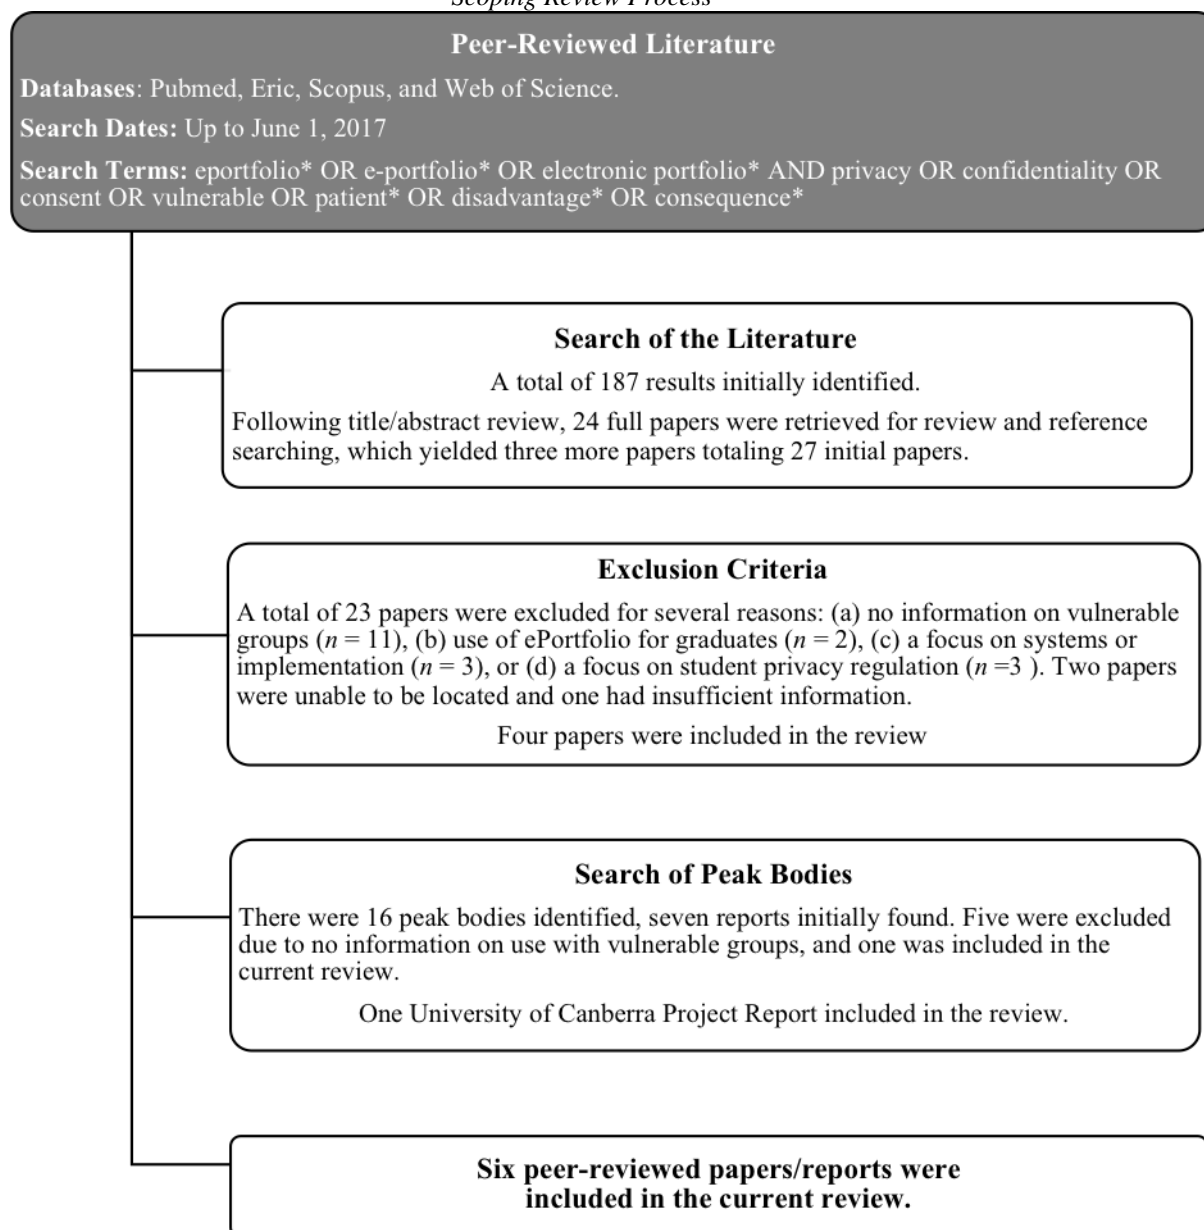 Scoping Review Process
Peer-Reviewed Literature
Databases: Pubmed, Eric, Scopus, and Web of Science.
Search Dates: Up to June 1, 2017
Search Terms: eportfolio* OR e-portfolio* OR electronic portfolio* AND privacy OR confidentiality OR
consent OR vulnerable OR patient* OR disadvantage* OR consequence*
Search of the Literature
A total of 187 results initially identified.
Following title/abstract review, 24 full papers were retrieved for review and reference
searching, which yielded three more papers totaling 27 initial papers.
Exclusion Criteria
A total of 23 papers were excluded for several reasons: (a) no information on vulnerable
groups (n = 11), (b) use of ePortfolio for graduates (n = 2), (c) a focus on systems or
implementation (n = 3), or (d) a focus on student privacy regulation (n =3 ). Two papers
were unable to be located and one had insufficient information.
Four papers were included in the review
Search of Peak Bodies
There were 16 peak bodies identified, seven reports initially found. Five were excluded
due to no information on use with vulnerable groups, and one was included in the
current review.
One University of Canberra Project Report included in the review.
Six peer-reviewed papers/reports were
included in the current review.